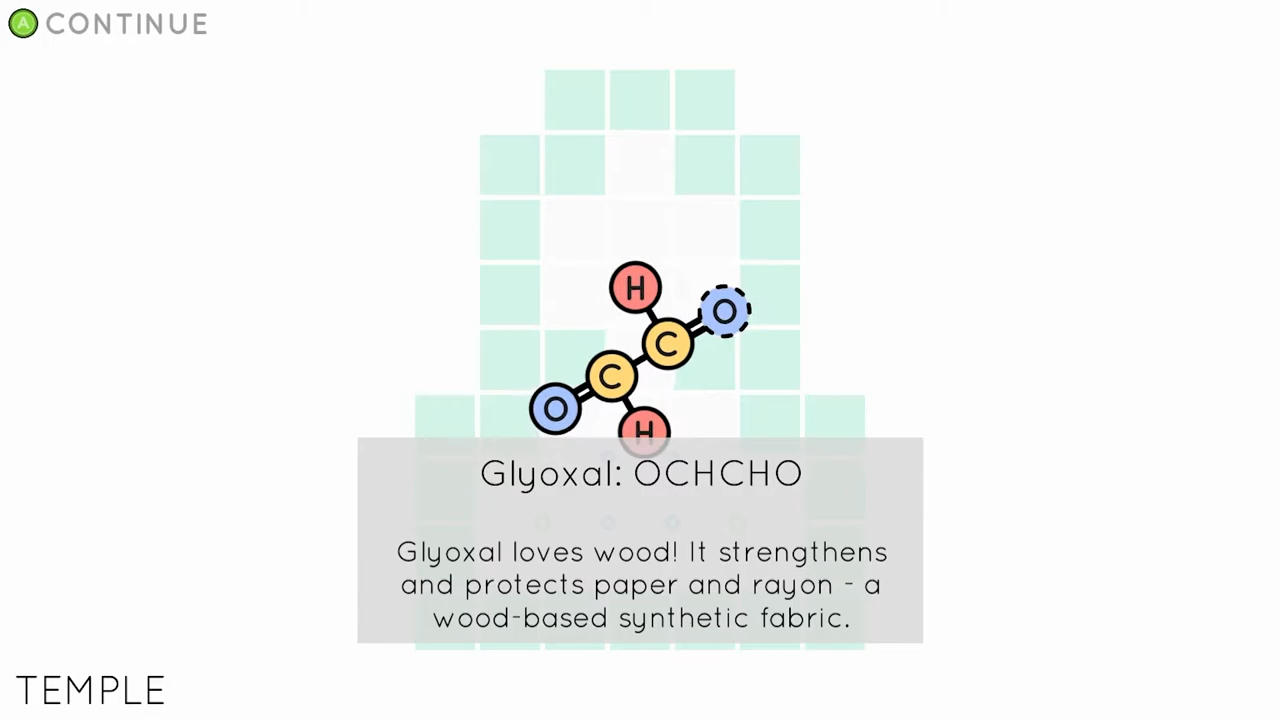 A CONTINUE
H
O
C
C
O
H
Glyoxal: OCHCHO
Glyoxal loves wood! It strengthens
and protects paper and rayon - a
wood-based synthetic fabric.
TEMPLE